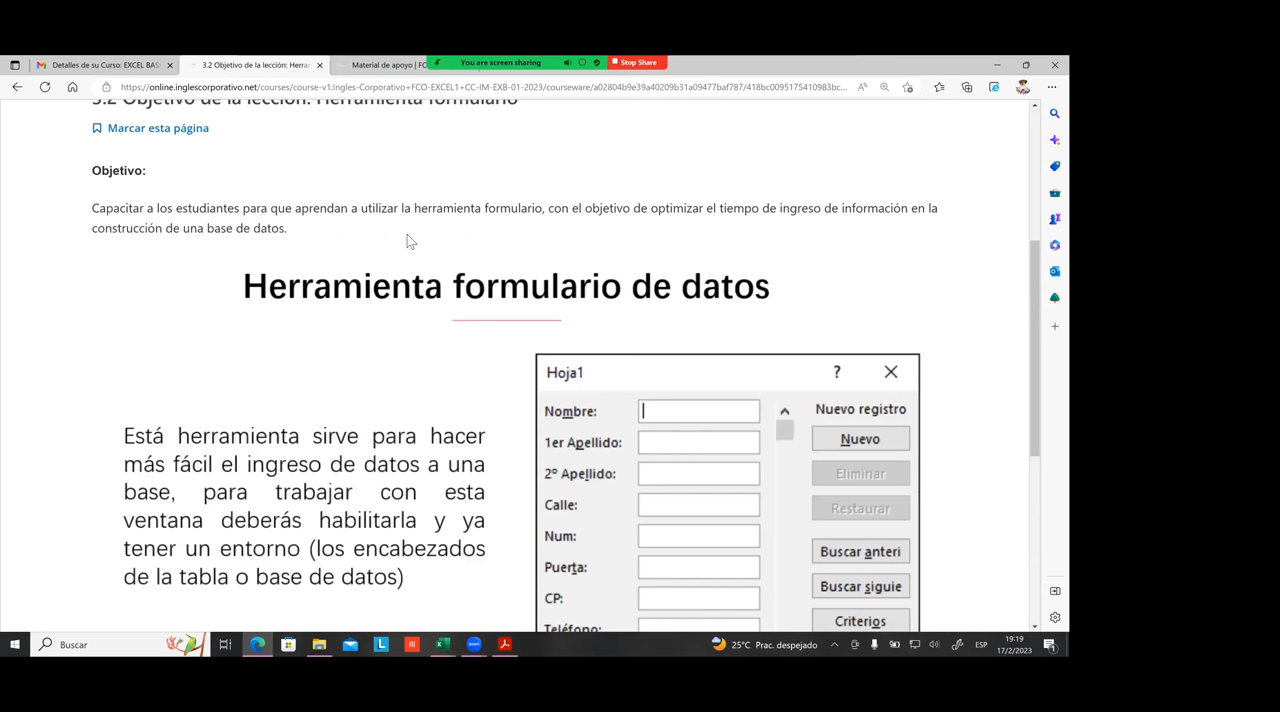 Detalles de su Curso: EXCEL BAS
3.2 Objetivo de la lección: Herra
Material de apoyo | FC
You are screen sharing
Stop Share
https://online.inglescorporativo.net/courses/course-v1:Ingles-Corporativo+FCO-EXCEL1+CC-IM-EXB-01-2023/courseware/a02804b9e39a40209b31a09477baf787/418bc0095175410983bc...
3.2 Objetivo de la lección: Herramienta formulario
Marcar esta página
Objetivo:
Capacitar a los estudiantes para que aprendan a utilizar la herramienta formulario, con el objetivo de optimizar el tiempo de ingreso de información en la
construcción de una base de datos.
Herramienta formulario de datos
Está herramienta sirve para hacer
más fácil el ingreso de datos a una
base, para trabajar con esta
ventana deberás habilitarla y ya
tener un entorno (los encabezados
de la tabla o base de datos)
Hoja1 ? ✕
Nombre:
1er Apellido:
2º Apellido:
Calle:
Num:
Puerta:
CP:
Teléfono:
Nuevo registro
Nuevo
Eliminar
Restaurar
Buscar anteri
Buscar siguie
Criterios
Buscar
25°C Prac. despejado
ESP
19:19
17/2/2023